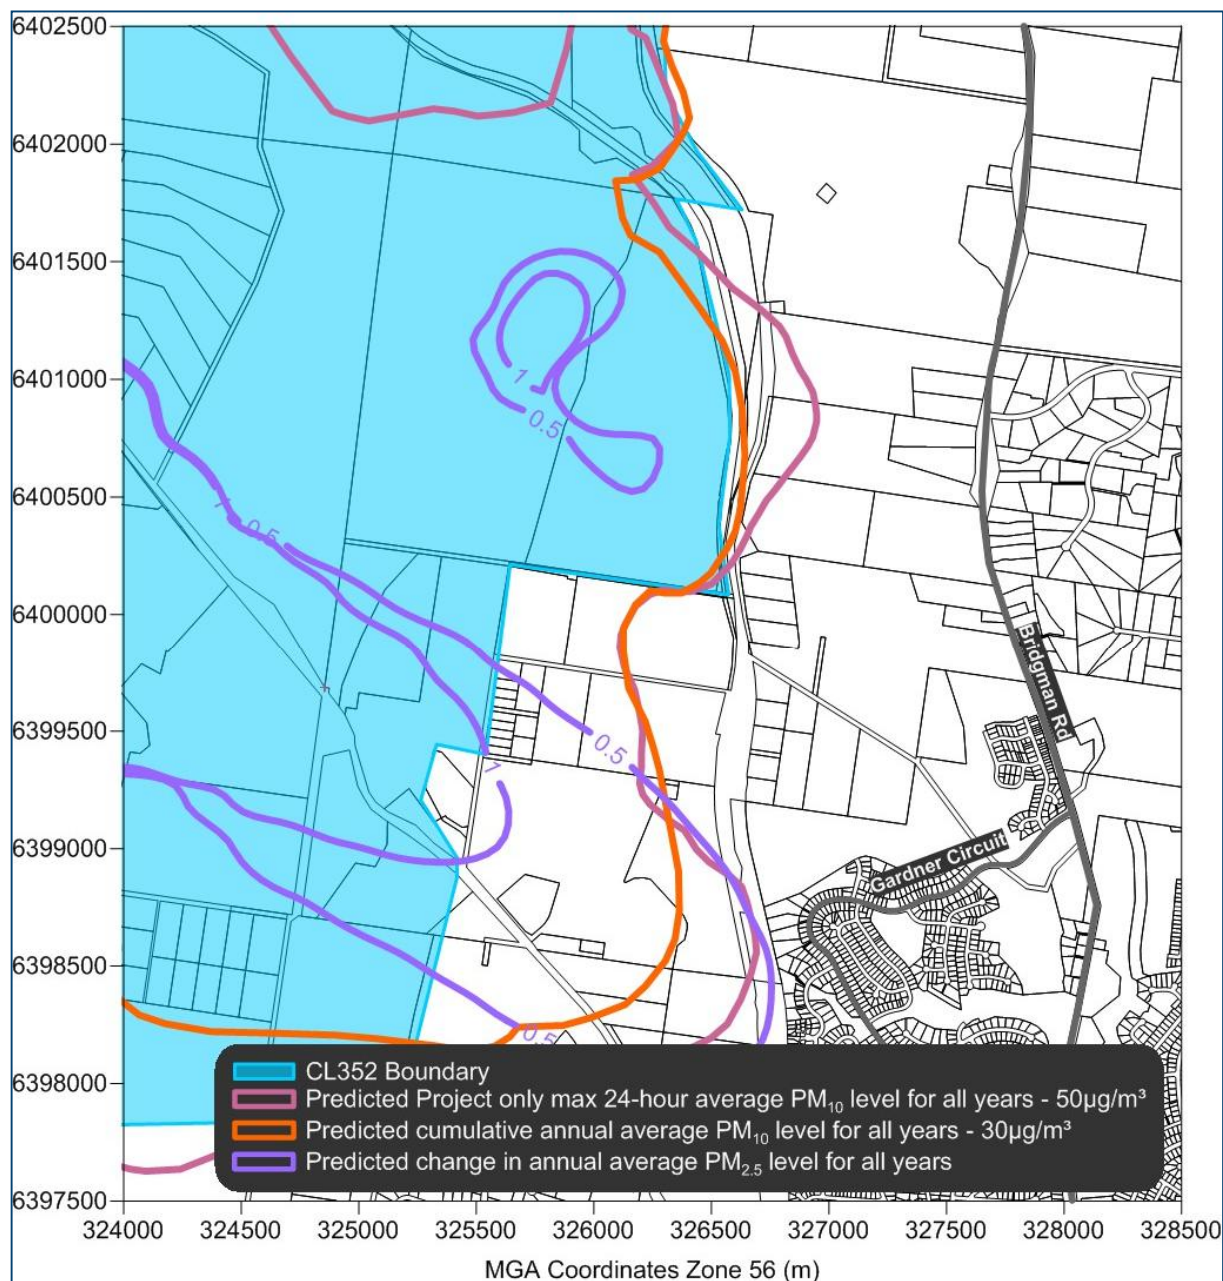 6402500
6402000
6401500
6401000
6400500
6400000
6399500
6399000
6398500
6398000
6397500
1
0.5
1
0.5
0.5
1
0.5
Bridgman Rd
Gardner Circuit
CL352 Boundary
Predicted Project only max 24-hour average PM₁₀ level for all years - 50µg/m³
Predicted cumulative annual average PM₁₀ level for all years - 30µg/m³
Predicted change in annual average PM₂.₅ level for all years
324000 324500 325000 325500 326000 326500 327000 327500 328000 328500
MGA Coordinates Zone 56 (m)